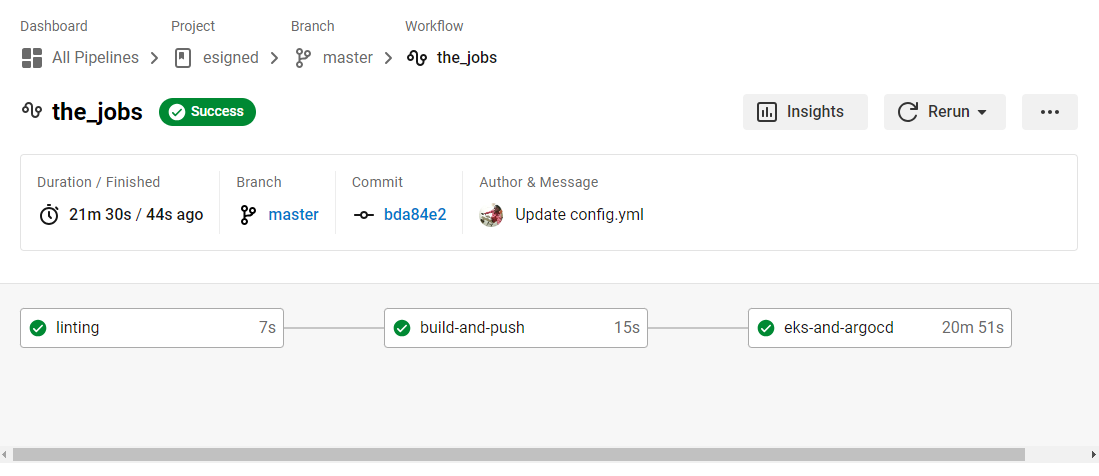 Dashboard Project Branch Workflow
All Pipelines esigned master the_jobs
the_jobs Success Insights Rerun
Duration / Finished Branch Commit Author & Message
21m 30s / 44s ago master bda84e2 Update config.yml
linting 7s build-and-push 15s eks-and-argocd 20m 51s